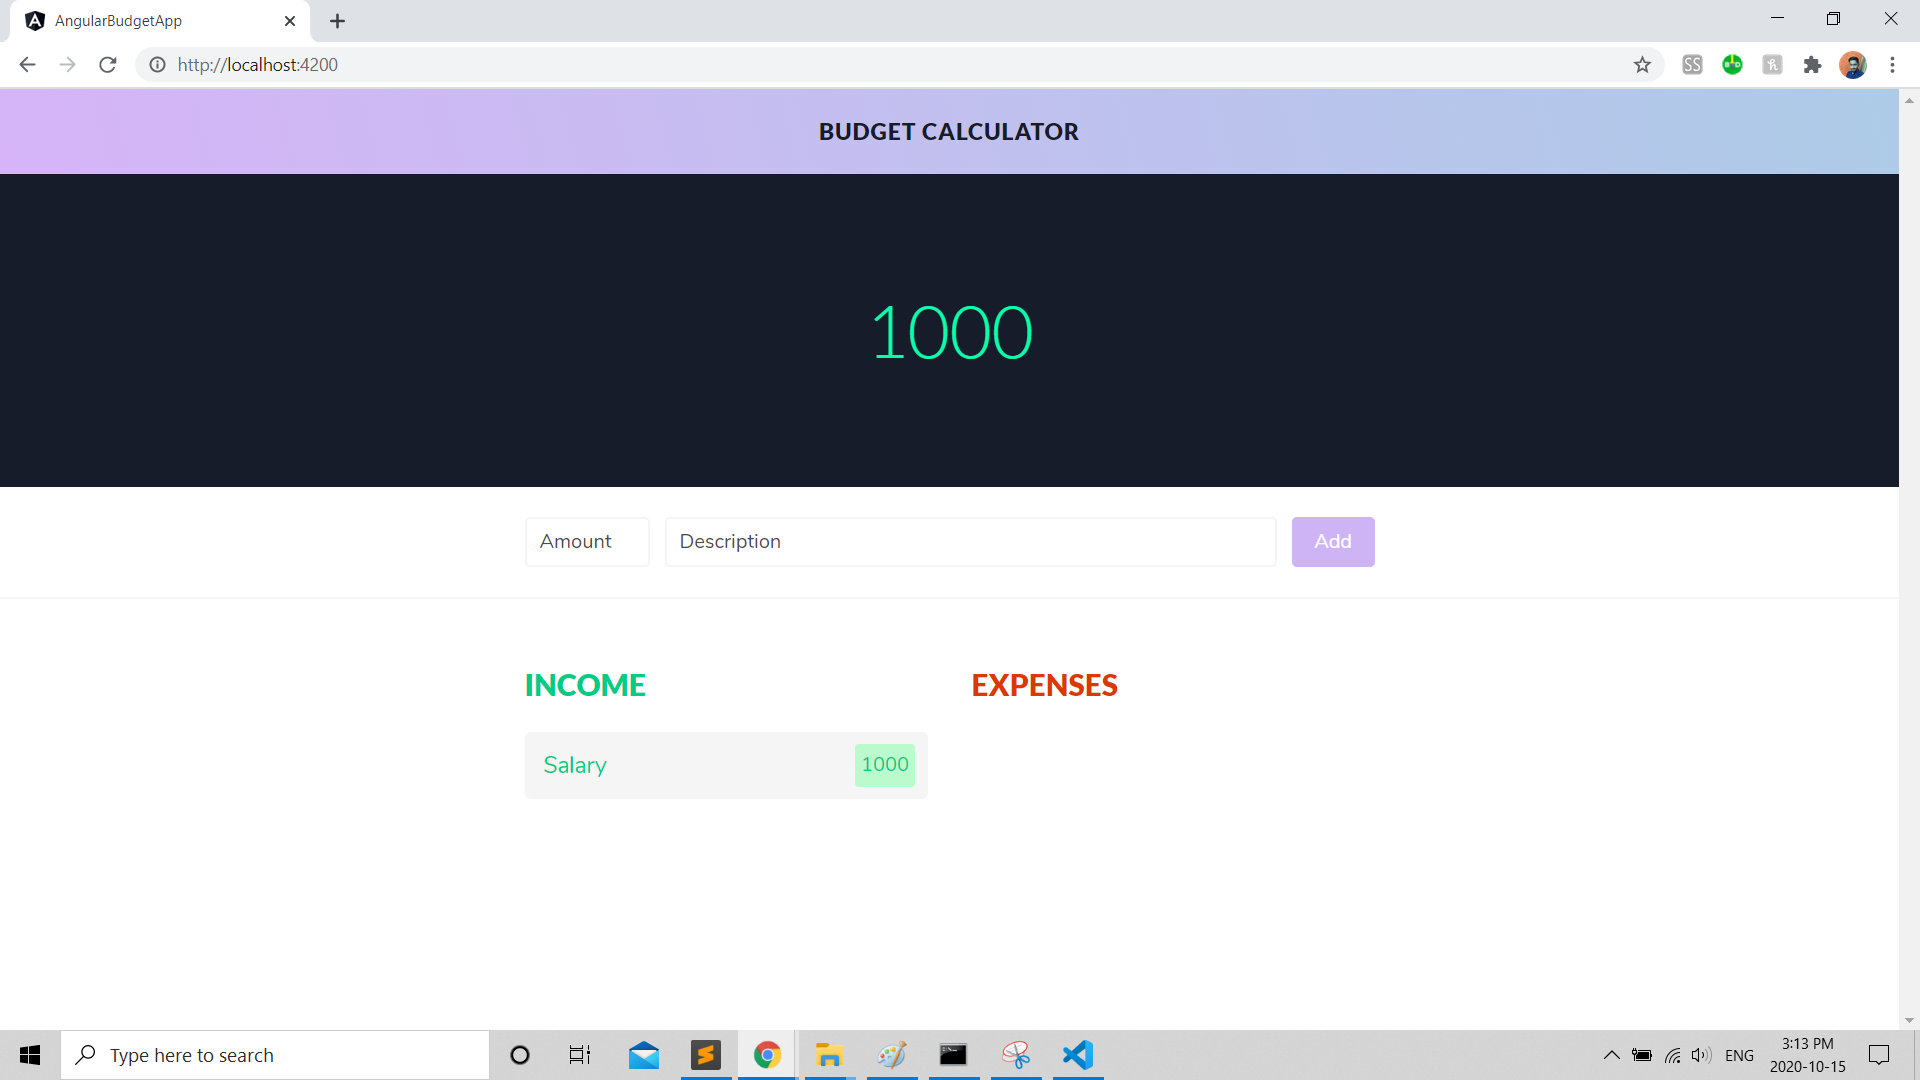 AngularBudgetApp
http://localhost:4200
BUDGET CALCULATOR
1000
Amount
Description
Add
INCOME
EXPENSES
Salary
1000
Type here to search
ENG
3:13 PM
2020-10-15